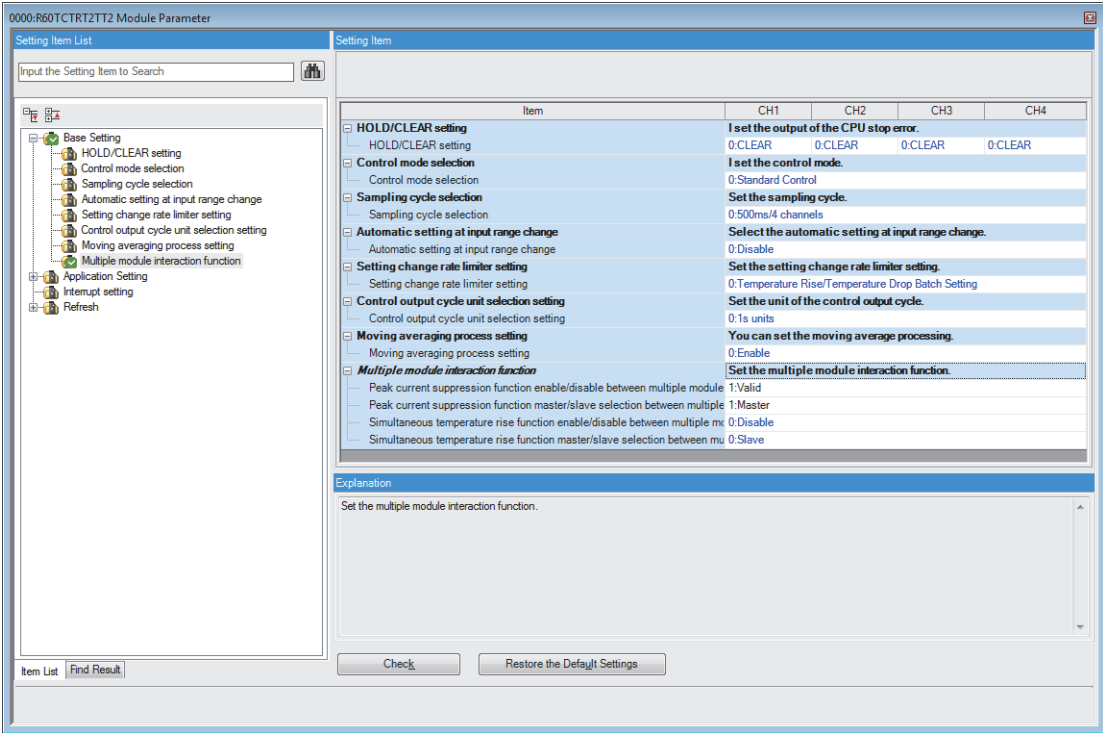 0000:R60TCTRT2TT2 Module Parameter
Setting Item List
Input the Setting Item to Search
Base Setting
HOLD/CLEAR setting
Control mode selection
Sampling cycle selection
Automatic setting at input range change
Setting change rate limiter setting
Control output cycle unit selection setting
Moving averaging process setting
Multiple module interaction function
Application Setting
Interrupt setting
Refresh
Item List Find Result
Setting Item
Item CH1 CH2 CH3 CH4
HOLD/CLEAR setting I set the output of the CPU stop error.
HOLD/CLEAR setting 0:CLEAR 0:CLEAR 0:CLEAR 0:CLEAR
Control mode selection I set the control mode.
Control mode selection 0:Standard Control
Sampling cycle selection Set the sampling cycle.
Sampling cycle selection 0:500ms/4 channels
Automatic setting at input range change Select the automatic setting at input range change.
Automatic setting at input range change 0:Disable
Setting change rate limiter setting Set the setting change rate limiter setting.
Setting change rate limiter setting 0:Temperature Rise/Temperature Drop Batch Setting
Control output cycle unit selection setting Set the unit of the control output cycle.
Control output cycle unit selection setting 0:1s units
Moving averaging process setting You can set the moving average processing.
Moving averaging process setting 0:Enable
Multiple module interaction function Set the multiple module interaction function.
Peak current suppression function enable/disable between multiple module 1:Valid
Peak current suppression function master/slave selection between multiple 1:Master
Simultaneous temperature rise function enable/disable between multiple mo 0:Disable
Simultaneous temperature rise function master/slave selection between mu 0:Slave
Explanation
Set the multiple module interaction function.
Check Restore the Default Settings